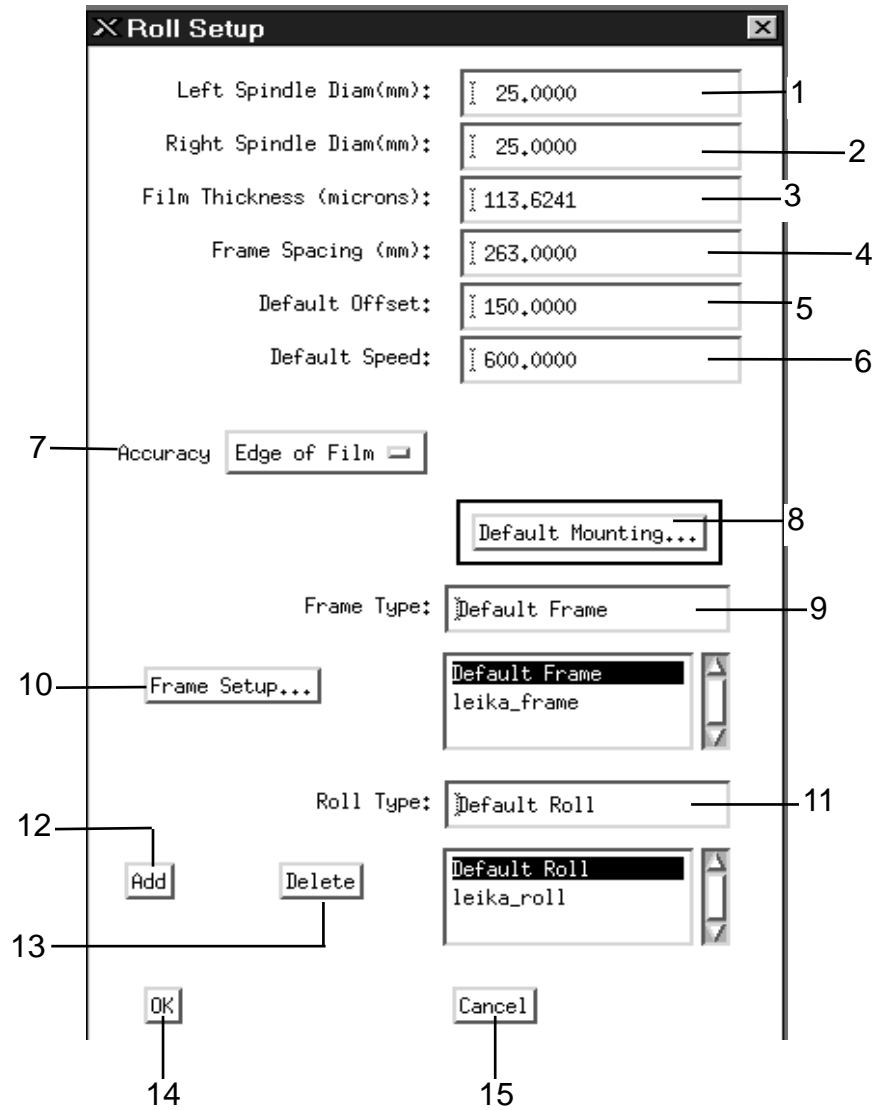 Roll Setup
Left Spindle Diam(mm): 25.0000 1
Right Spindle Diam(mm): 25.0000 2
Film Thickness (microns): 113.6241 3
Frame Spacing (mm): 263.0000 4
Default Offset: 150.0000 5
Default Speed: 600.0000 6
7 Accuracy Edge of Film
Default Mounting... 8
Frame Type: Default Frame 9
10 Frame Setup... Default Frame
leika_frame
Roll Type: Default Roll 11
12
Add Delete Default Roll
leika_roll
13
OK Cancel
14 15